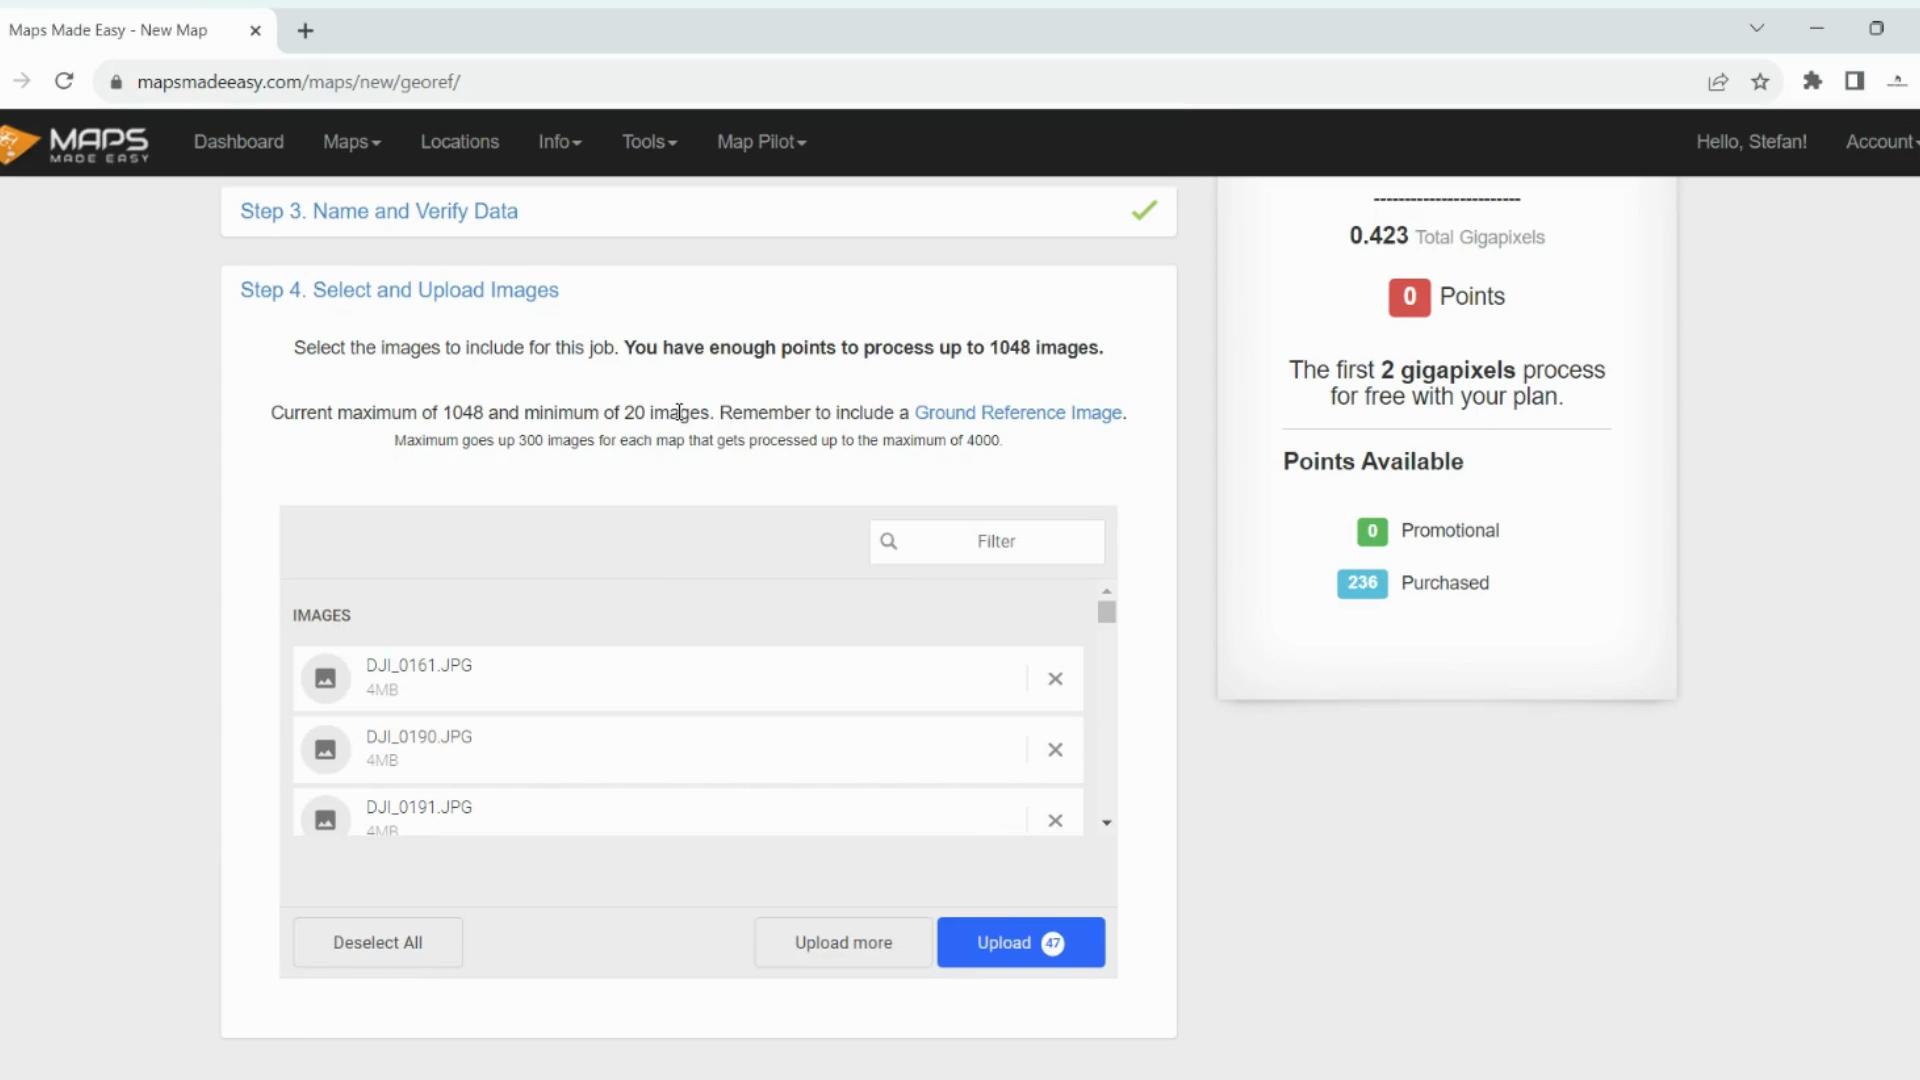 Maps Made Easy - New Map
mapsmadeeasy.com/maps/new/georef/
MAPS
MADE EASY
Dashboard
Maps
Locations
Info
Tools
Map Pilot
Hello, Stefan!
Account
Step 3. Name and Verify Data
Step 4. Select and Upload Images
Select the images to include for this job. You have enough points to process up to 1048 images.
Current maximum of 1048 and minimum of 20 images. Remember to include a Ground Reference Image.
Maximum goes up 300 images for each map that gets processed up to the maximum of 4000.
Filter
IMAGES
DJI_0161.JPG
4MB
DJI_0190.JPG
4MB
DJI_0191.JPG
4MB
Deselect All
Upload more
Upload 47
------------------------
0.423 Total Gigapixels
0 Points
The first 2 gigapixels process
for free with your plan.
Points Available
0 Promotional
236 Purchased